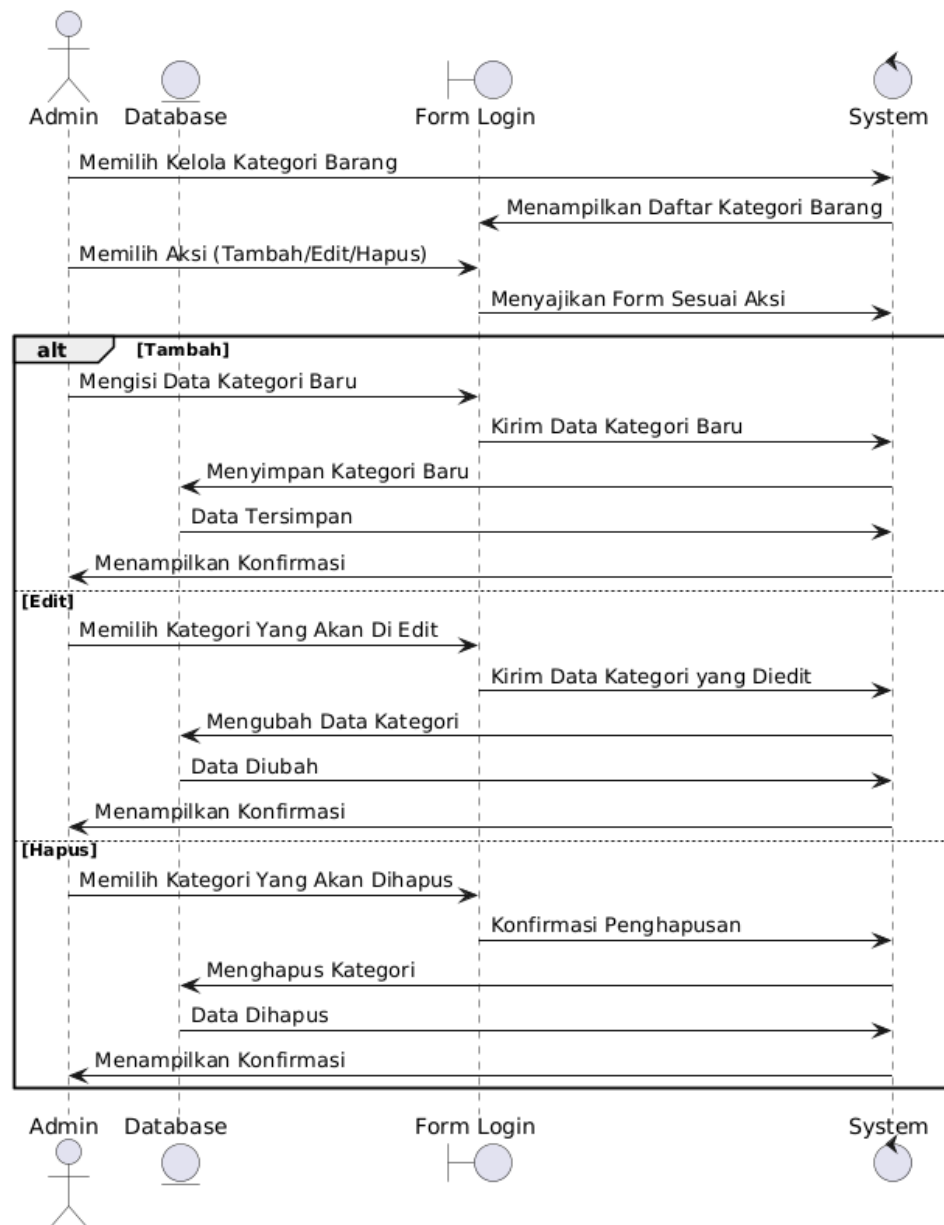 Admin Database Form Login System
Memilih Kelola Kategori Barang
Menampilkan Daftar Kategori Barang
Memilih Aksi (Tambah/Edit/Hapus)
Menyajikan Form Sesuai Aksi
alt [Tambah]
Mengisi Data Kategori Baru
Kirim Data Kategori Baru
Menyimpan Kategori Baru
Data Tersimpan
Menampilkan Konfirmasi
[Edit]
Memilih Kategori Yang Akan Di Edit
Kirim Data Kategori yang Diedit
Mengubah Data Kategori
Data Diubah
Menampilkan Konfirmasi
[Hapus]
Memilih Kategori Yang Akan Dihapus
Konfirmasi Penghapusan
Menghapus Kategori
Data Dihapus
Menampilkan Konfirmasi
Admin Database Form Login System